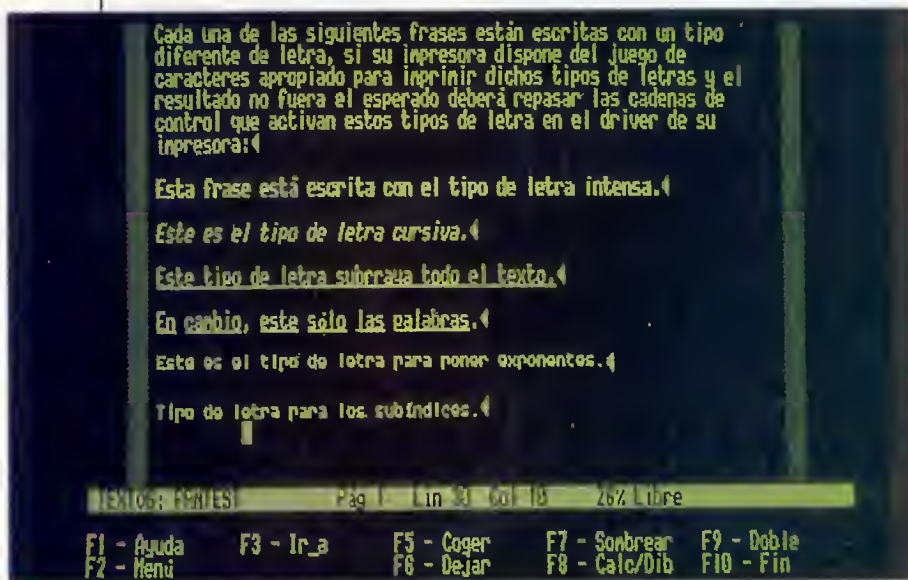 Cada una de las siguientes frases están escritas con un tipo
diferente de letra, si su impresora dispone del juego de
caracteres apropiado para imprimir dichos tipos de letras y el
resultado no fuera el esperado deberá repasar las cadenas de
control que activan estos tipos de letra en el driver de su
impresora:
Esta frase está escrita con el tipo de letra intensa.
Este es el tipo de letra cursiva.
Este tipo de letra subrraya todo el texto.
En cambio, este sólo las palabras.
Este es el tipo de letra para poner exponentes.
Tipo de letra para los subíndices.
TEXTOS: Pág 1 Lin Col 10 26% Libre
F1 - Ayuda F3 - Ir_a F5 - Coger F7 - Sombrear F9 - Doble
F2 - Menú F6 - Dejar F8 - Calc/Dib F10 - Fin